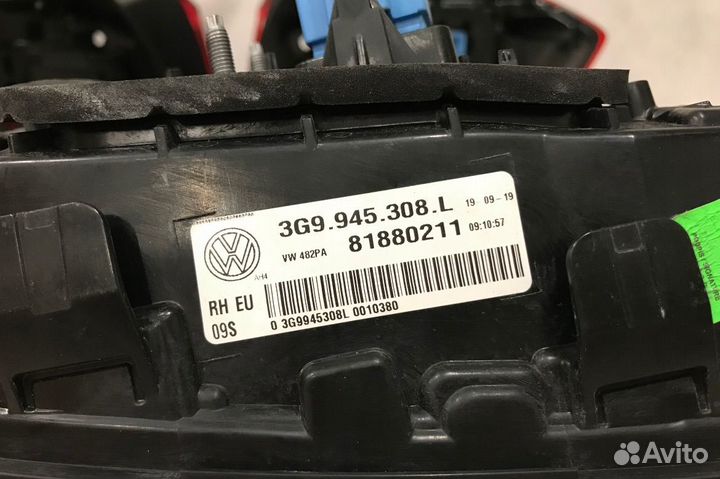 3G9.945.308.L 19-09-19
VW 482PA 81880211 09:10:57
AH4
RH EU
09S
0 3G9945308L 0010380
Avito